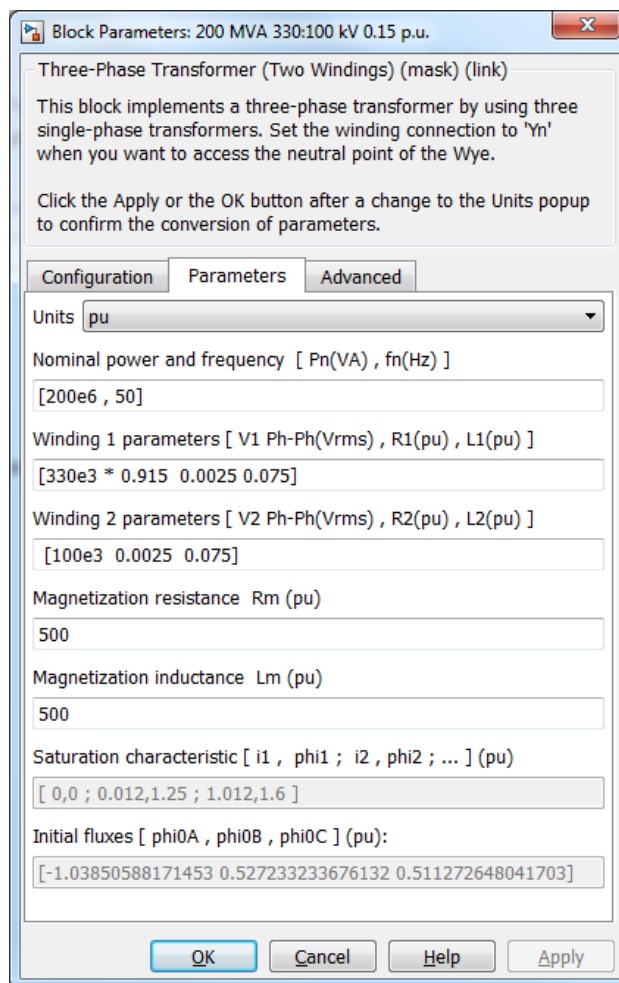 Block Parameters: 200 MVA 330:100 kV 0.15 p.u.
Three-Phase Transformer (Two Windings) (mask) (link)
This block implements a three-phase transformer by using three
single-phase transformers. Set the winding connection to 'Yn'
when you want to access the neutral point of the Wye.
Click the Apply or the OK button after a change to the Units popup
to confirm the conversion of parameters.
Configuration Parameters Advanced
Units pu
Nominal power and frequency [ Pn(VA) , fn(Hz) ]
[200e6 , 50]
Winding 1 parameters [ V1 Ph-Ph(Vrms) , R1(pu) , L1(pu) ]
[330e3 * 0.915 0.0025 0.075]
Winding 2 parameters [ V2 Ph-Ph(Vrms) , R2(pu) , L2(pu) ]
[100e3 0.0025 0.075]
Magnetization resistance Rm (pu)
500
Magnetization inductance Lm (pu)
500
Saturation characteristic [ i1 , phi1 ; i2 , phi2 ; ... ] (pu)
[ 0,0 ; 0.012,1.25 ; 1.012,1.6 ]
Initial fluxes [ phi0A , phi0B , phi0C ] (pu):
[-1.03850588171453 0.527233233676132 0.511272648041703]
OK Cancel Help Apply